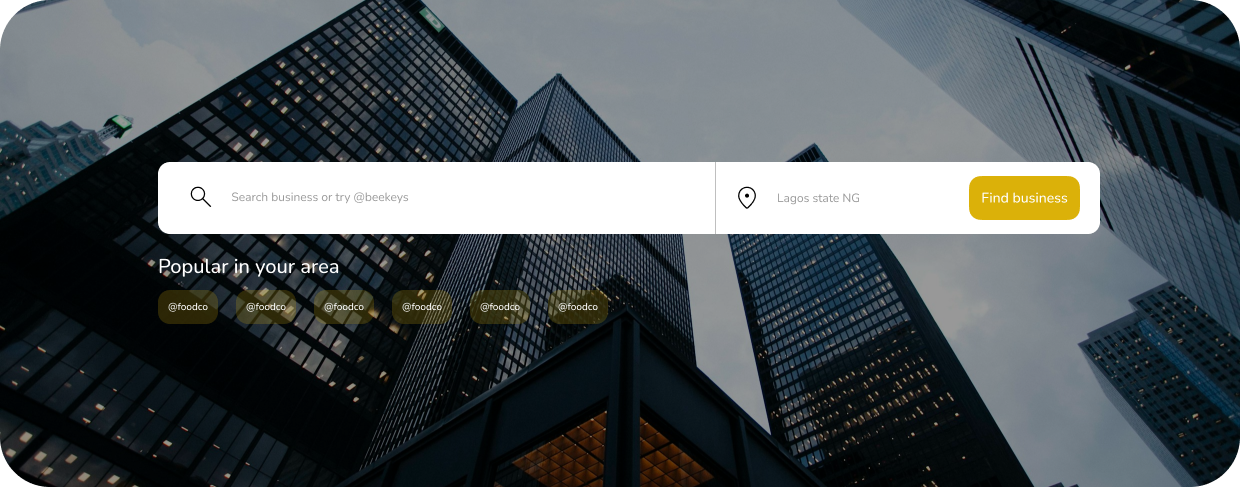 Search business or try @beekeys
Lagos state NG
Find business
Popular in your area
@foodco @foodco @foodco @foodco @foodco @foodco